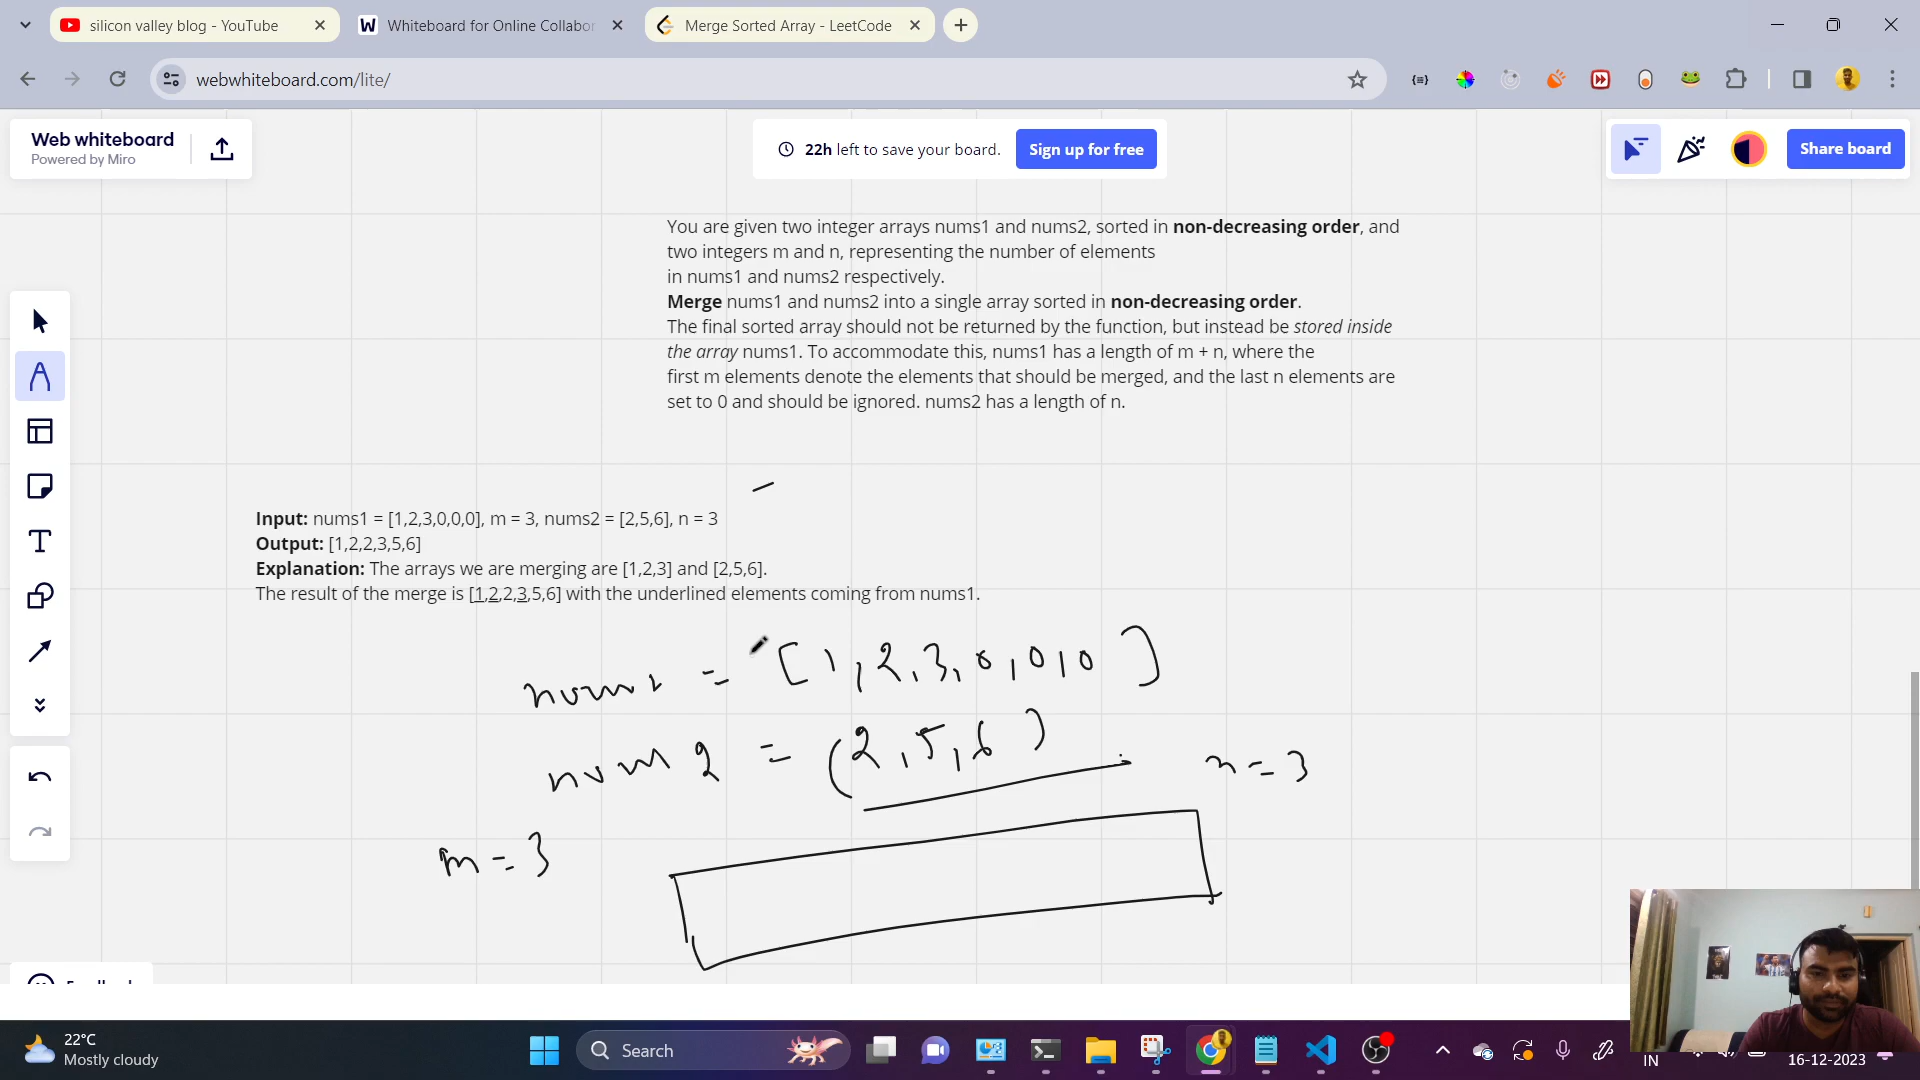 silicon valley blog - YouTube
Whiteboard for Online Collabor
Merge Sorted Array - LeetCode
webwhiteboard.com/lite/
Web whiteboard
Powered by Miro
22h left to save your board.
Sign up for free
Share board
You are given two integer arrays nums1 and nums2, sorted in non-decreasing order, and
two integers m and n, representing the number of elements
in nums1 and nums2 respectively.
Merge nums1 and nums2 into a single array sorted in non-decreasing order.
The final sorted array should not be returned by the function, but instead be stored inside
the array nums1. To accommodate this, nums1 has a length of m + n, where the
first m elements denote the elements that should be merged, and the last n elements are
set to 0 and should be ignored. nums2 has a length of n.
Input: nums1 = [1,2,3,0,0,0], m = 3, nums2 = [2,5,6], n = 3
Output: [1,2,2,3,5,6]
Explanation: The arrays we are merging are [1,2,3] and [2,5,6].
The result of the merge is [1,2,2,3,5,6] with the underlined elements coming from nums1.
nums1 = [1,2,3,0,0,0]
num2 = (2,5,6)
n = 3
m = 3
22°C
Mostly cloudy
Search
IN
16-12-2023